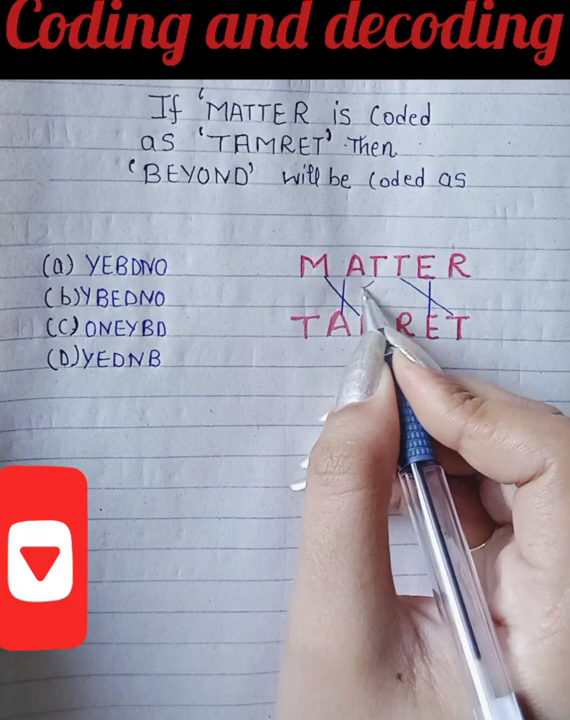 Coding and decoding
If 'MATTER is Coded
as 'TAMRET' Then
'BEYOND' will be Coded as
(a) YEBDNO
(b) YBEDNO
(C) ONEYBD
(D) YEDNB
M A T T E R
T A R E T